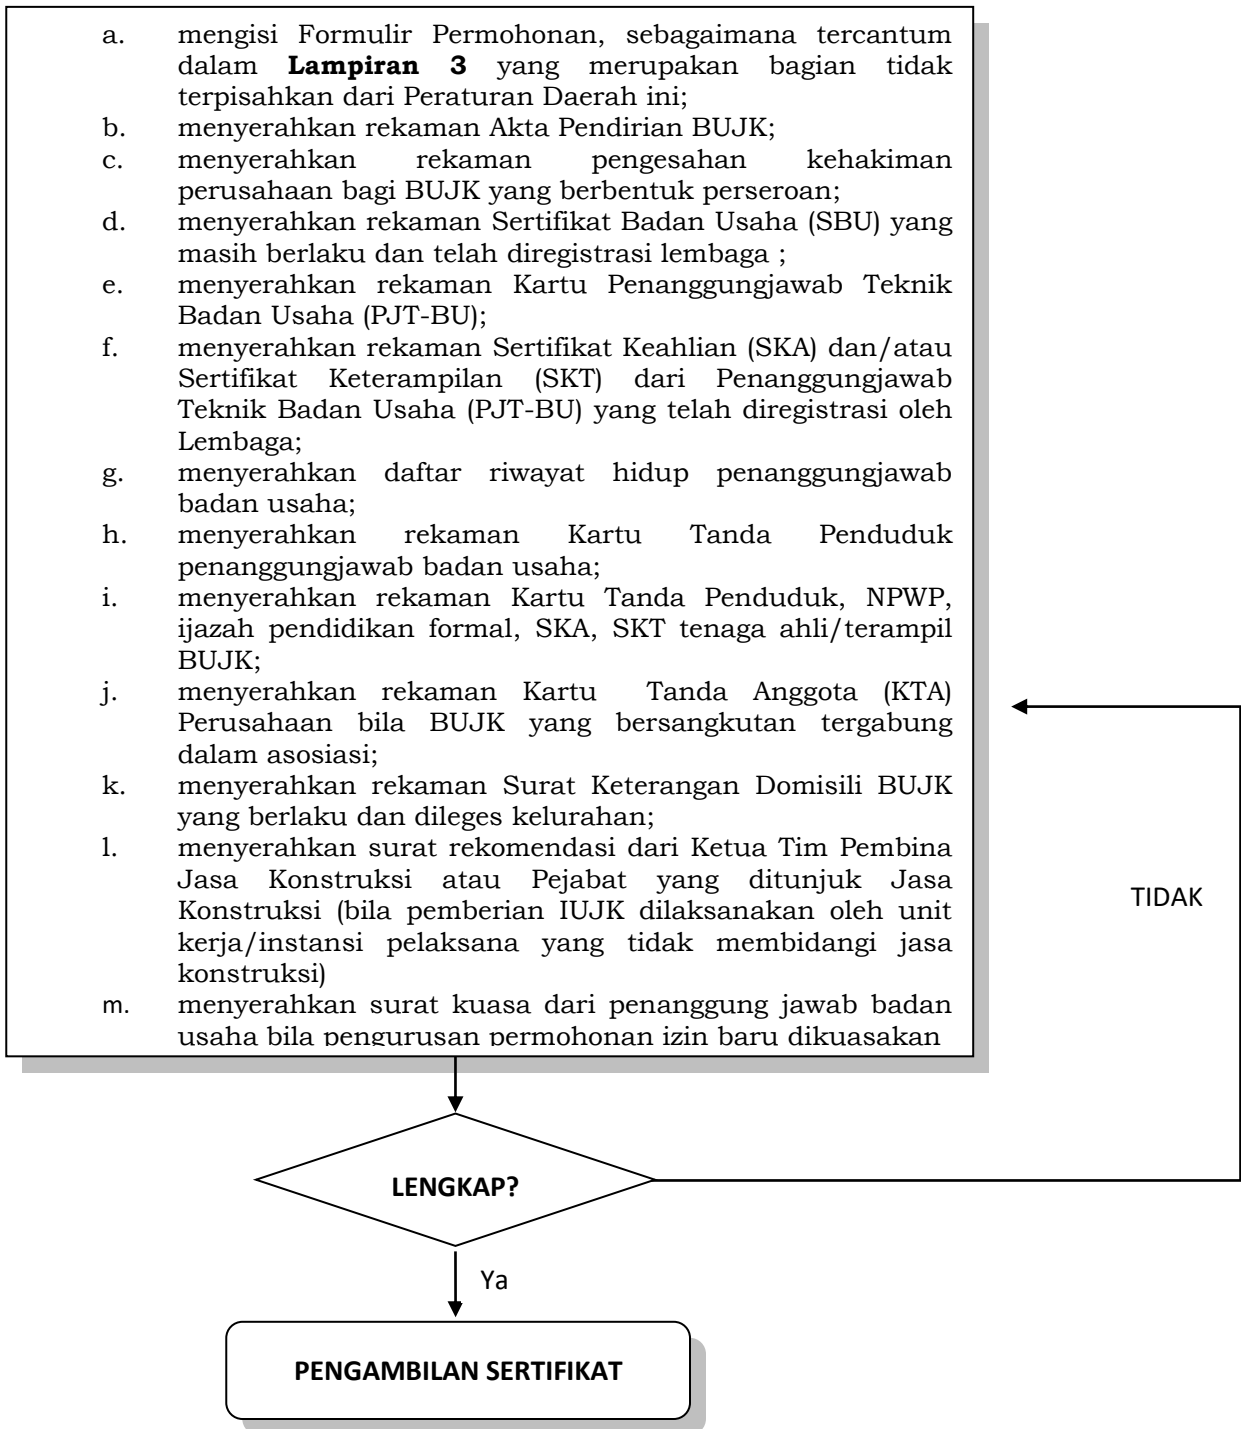 a. mengisi Formulir Permohonan, sebagaimana tercantum
dalam Lampiran 3 yang merupakan bagian tidak
terpisahkan dari Peraturan Daerah ini;
b. menyerahkan rekaman Akta Pendirian BUJK;
c. menyerahkan rekaman pengesahan kehakiman
perusahaan bagi BUJK yang berbentuk perseroan;
d. menyerahkan rekaman Sertifikat Badan Usaha (SBU) yang
masih berlaku dan telah diregistrasi lembaga ;
e. menyerahkan rekaman Kartu Penanggungjawab Teknik
Badan Usaha (PJT-BU);
f. menyerahkan rekaman Sertifikat Keahlian (SKA) dan/atau
Sertifikat Keterampilan (SKT) dari Penanggungjawab
Teknik Badan Usaha (PJT-BU) yang telah diregistrasi oleh
Lembaga;
g. menyerahkan daftar riwayat hidup penanggungjawab
badan usaha;
h. menyerahkan rekaman Kartu Tanda Penduduk
penanggungjawab badan usaha;
i. menyerahkan rekaman Kartu Tanda Penduduk, NPWP,
ijazah pendidikan formal, SKA, SKT tenaga ahli/terampil
BUJK;
j. menyerahkan rekaman Kartu Tanda Anggota (KTA)
Perusahaan bila BUJK yang bersangkutan tergabung
dalam asosiasi;
k. menyerahkan rekaman Surat Keterangan Domisili BUJK
yang berlaku dan dileges kelurahan;
l. menyerahkan surat rekomendasi dari Ketua Tim Pembina
Jasa Konstruksi atau Pejabat yang ditunjuk Jasa
Konstruksi (bila pemberian IUJK dilaksanakan oleh unit
kerja/instansi pelaksana yang tidak membidangi jasa
konstruksi)
m. menyerahkan surat kuasa dari penanggung jawab badan
usaha bila pengurusan permohonan izin baru dikuasakan
TIDAK
LENGKAP?
Ya
PENGAMBILAN SERTIFIKAT